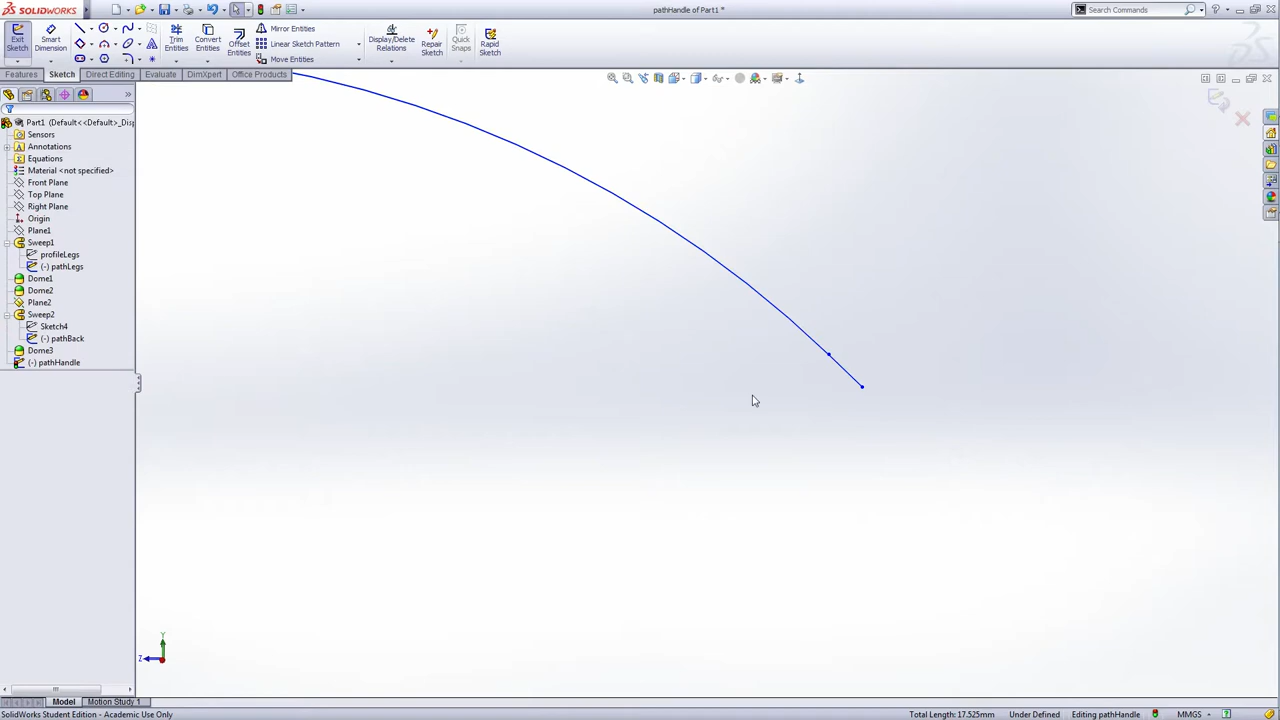 SOLIDWORKS
pathHandle of Part1 *
Search Commands
Exit Sketch
Smart Dimension
Trim Entities
Convert Entities
Offset Entities
Mirror Entities
Linear Sketch Pattern
Move Entities
Display/Delete Relations
Repair Sketch
Quick Snaps
Rapid Sketch
Features
Sketch
Direct Editing
Evaluate
DimXpert
Office Products
Part1 (Default<<Default>_Disp
Sensors
Annotations
Equations
Material <not specified>
Front Plane
Top Plane
Right Plane
Origin
Plane1
Sweep1
profileLegs
(-) pathLegs
Dome1
Dome2
Plane2
Sweep2
Sketch4
(-) pathBack
Dome3
(-) pathHandle
Y
Z
Model
Motion Study 1
SolidWorks Student Edition - Academic Use Only
Total Length: 17.525mm
Under Defined
Editing pathHandle
MMGS